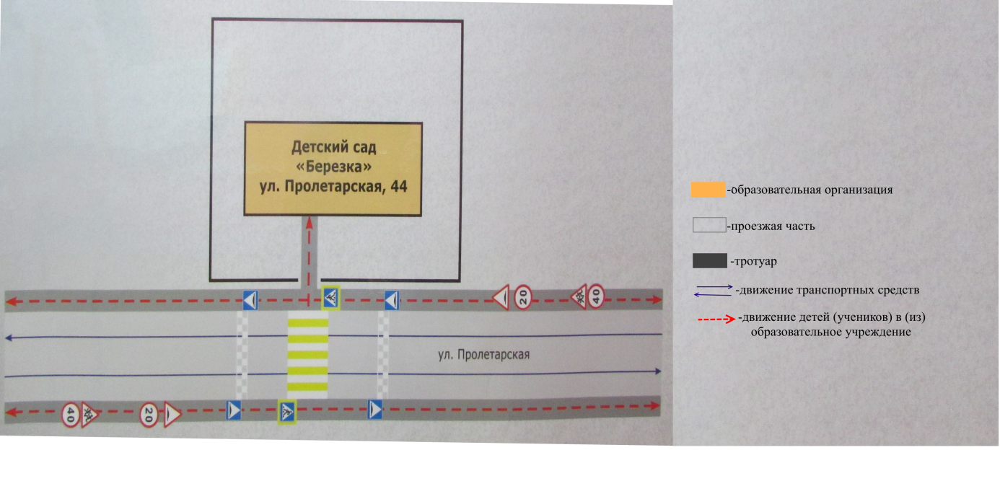 Детский сад
«Березка»
ул. Пролетарская, 44
20
40
ул. Пролетарская
40
20
-образовательная организация
-проезжая часть
-тротуар
-движение транспортных средств
-движение детей (учеников) в (из)
образовательное учреждение